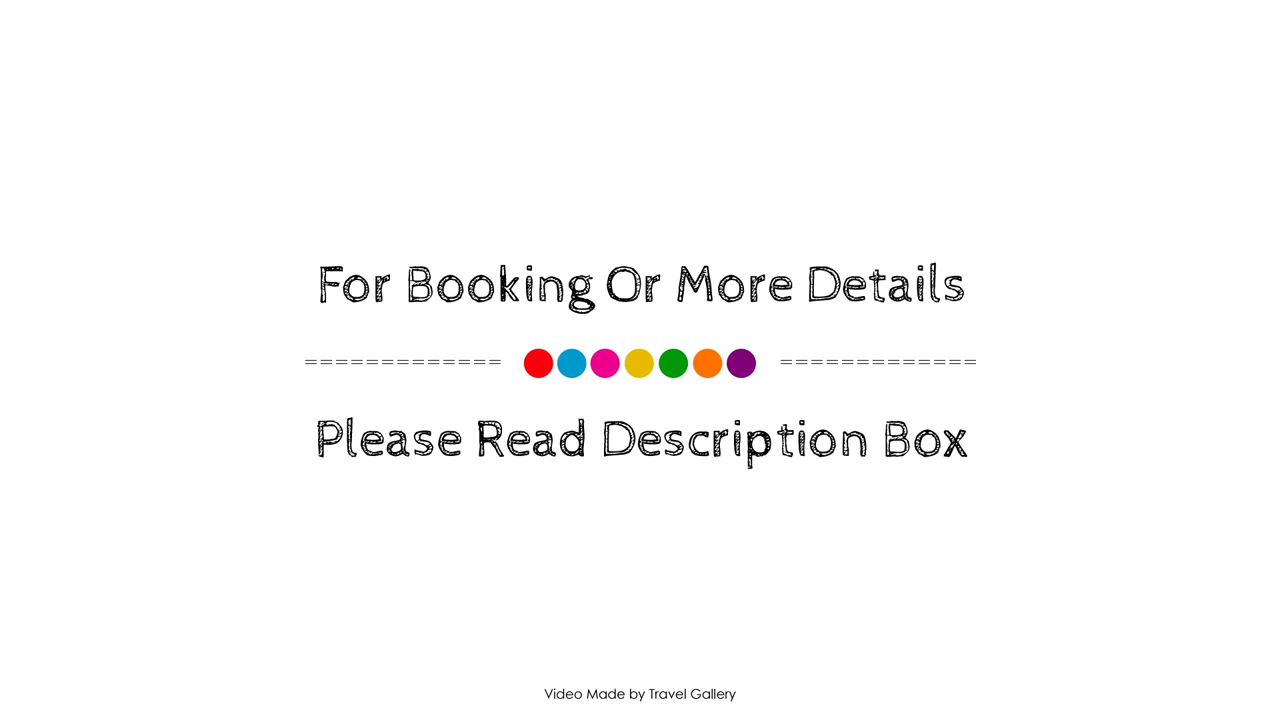 For Booking Or More Details
============= =============
Please Read Description Box
Video Made by Travel Gallery